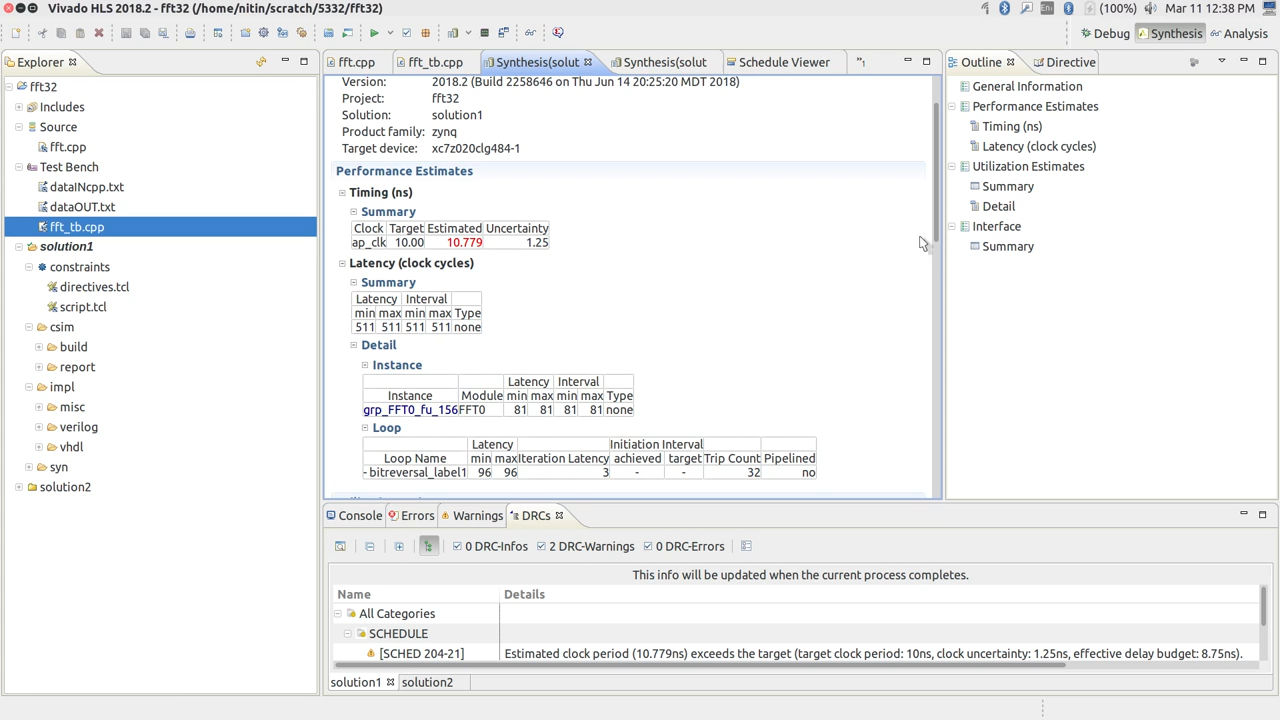 Vivado HLS 2018.2 - fft32 (/home/nitin/scratch/5332/fft32)
En (100%) Mar 11 12:38 PM
Debug Synthesis Analysis
Explorer
fft.cpp fft_tb.cpp Synthesis(solut Synthesis(solut Schedule Viewer »1
Outline Directive
fft32
Includes
Source
fft.cpp
Test Bench
dataINcpp.txt
dataOUT.txt
fft_tb.cpp
solution1
constraints
directives.tcl
script.tcl
csim
build
report
impl
misc
verilog
vhdl
syn
solution2
Version: 2018.2 (Build 2258646 on Thu Jun 14 20:25:20 MDT 2018)
Project: fft32
Solution: solution1
Product family: zynq
Target device: xc7z020clg484-1
Performance Estimates
Timing (ns)
Summary
Clock Target Estimated Uncertainty
ap_clk 10.00 10.779 1.25
Latency (clock cycles)
Summary
Latency Interval
min max min max Type
511 511 511 511 none
Detail
Instance
Latency Interval
Instance Module min max min max Type
grp_FFT0_fu_156 FFT0 81 81 81 81 none
Loop
Latency Initiation Interval
Loop Name min max Iteration Latency achieved target Trip Count Pipelined
- bitreversal_label1 96 96 3 - - 32 no
General Information
Performance Estimates
Timing (ns)
Latency (clock cycles)
Utilization Estimates
Summary
Detail
Interface
Summary
Console Errors Warnings DRCs
0 DRC-Infos 2 DRC-Warnings 0 DRC-Errors
This info will be updated when the current process completes.
Name Details
All Categories
SCHEDULE
[SCHED 204-21] Estimated clock period (10.779ns) exceeds the target (target clock period: 10ns, clock uncertainty: 1.25ns, effective delay budget: 8.75ns).
solution1 solution2